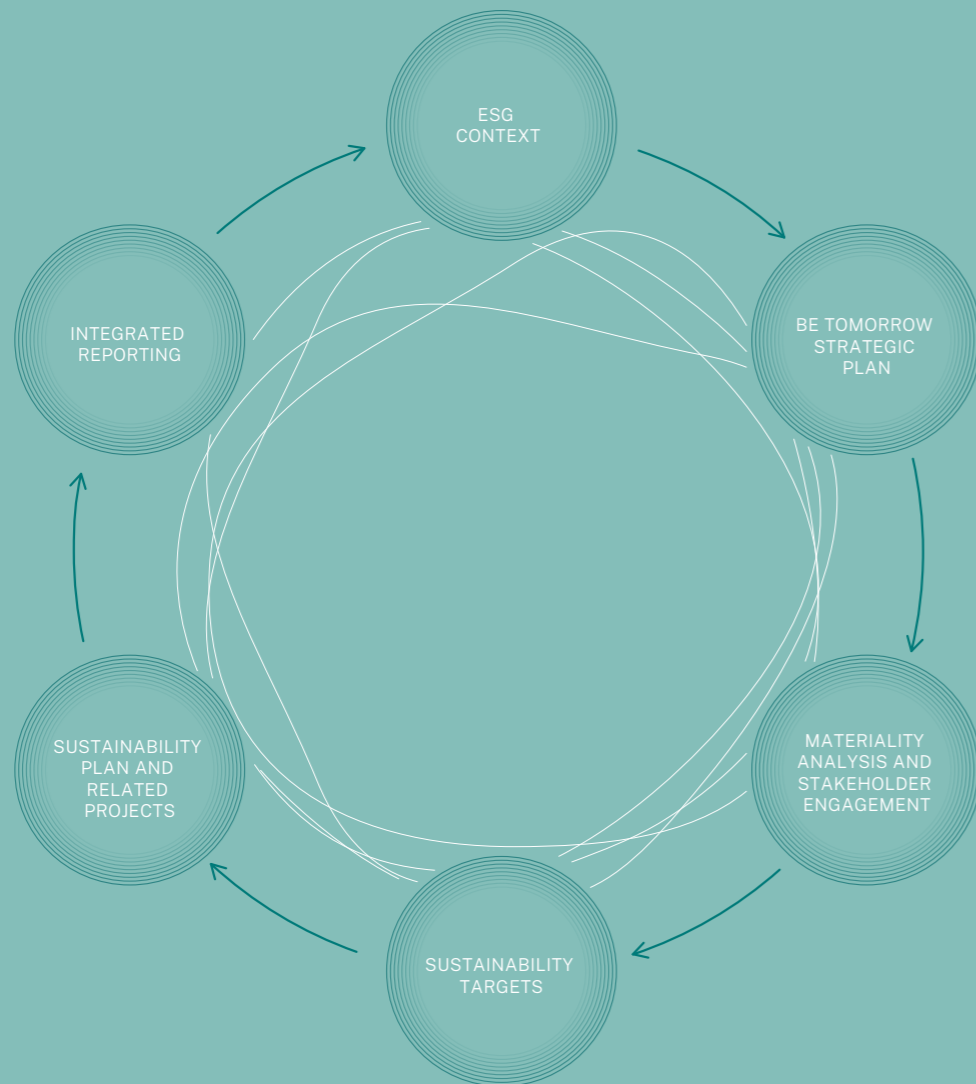 ESG
CONTEXT
BE TOMORROW
STRATEGIC
PLAN
MATERIALITY
ANALYSIS AND
STAKEHOLDER
ENGAGEMENT
SUSTAINABILITY
TARGETS
SUSTAINABILITY
PLAN AND
RELATED
PROJECTS
INTEGRATED
REPORTING